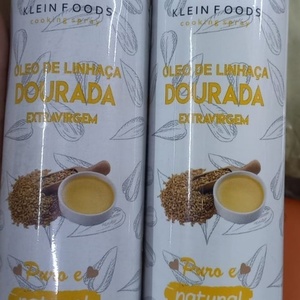 KLEIN FOODS
cooking spray
ÓLEO DE LINHAÇA
DOURADA
EXTRAVIRGEM
Puro e
natural
KLEIN FOODS
cooking spray
ÓLEO DE LINHAÇA
DOURADA
EXTRAVIRGEM
Puro e
natural